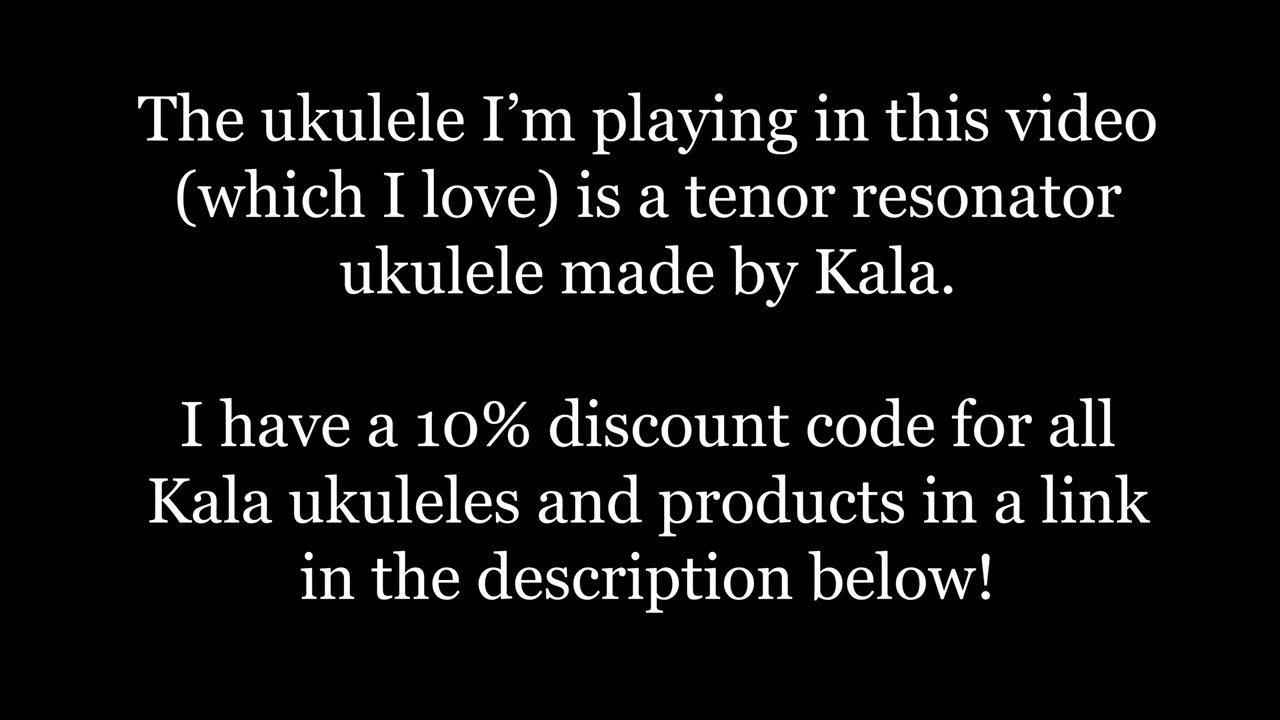 The ukulele I’m playing in this video
(which I love) is a tenor resonator
ukulele made by Kala.
I have a 10% discount code for all
Kala ukuleles and products in a link
in the description below!